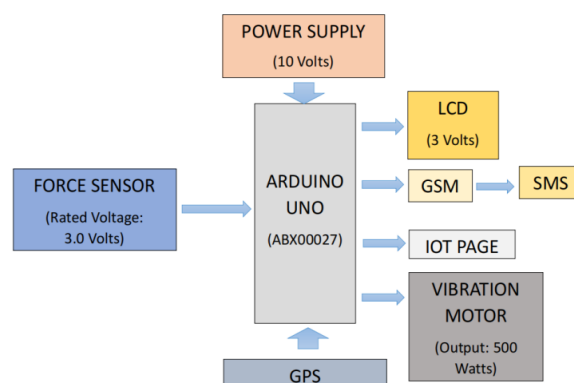 POWER SUPPLY
(10 Volts)
LCD
(3 Volts)
FORCE SENSOR
(Rated Voltage:
3.0 Volts)
ARDUINO
UNO
(ABX00027)
GSM
SMS
IOT PAGE
VIBRATION
MOTOR
(Output: 500
Watts)
GPS